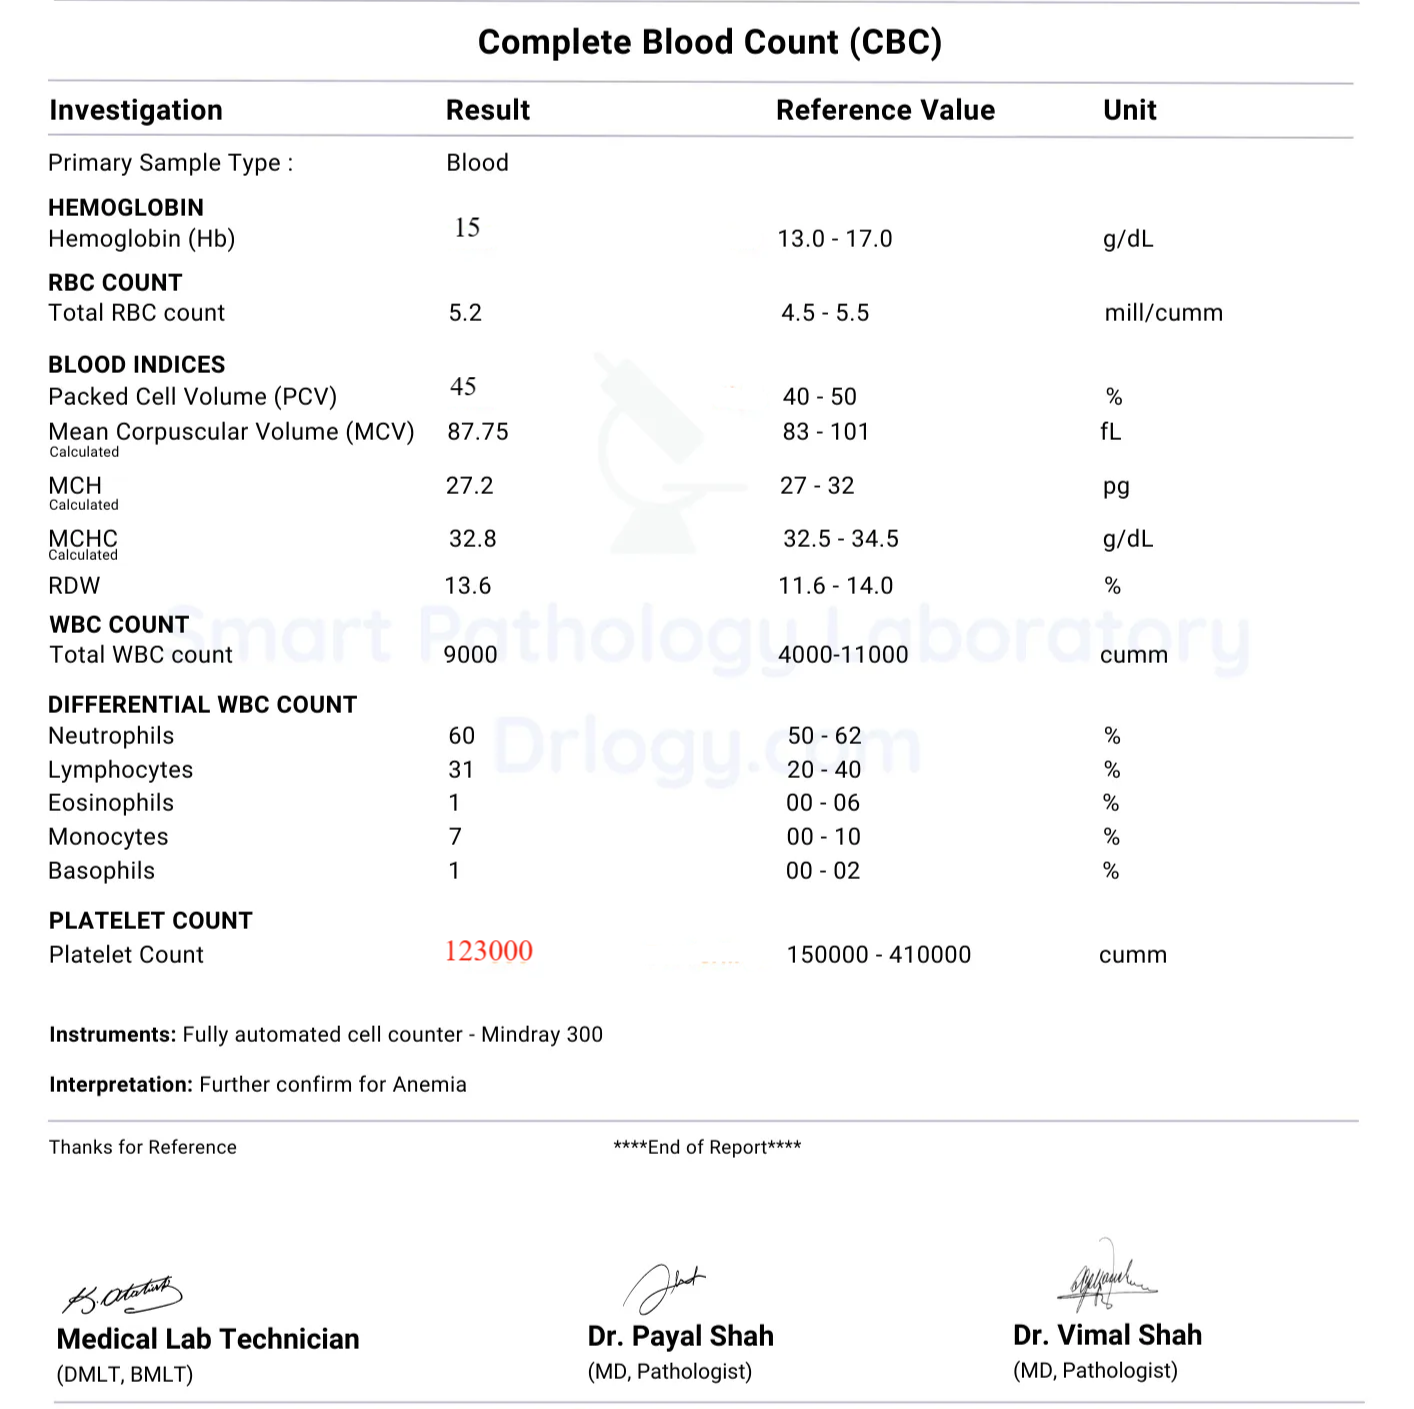 Complete Blood Count (CBC)
Investigation Result Reference Value Unit
Primary Sample Type : Blood
HEMOGLOBIN
Hemoglobin (Hb) 15 13.0 - 17.0 g/dL
RBC COUNT
Total RBC count 5.2 4.5 - 5.5 mill/cumm
BLOOD INDICES
Packed Cell Volume (PCV) 45 40 - 50 %
Mean Corpuscular Volume (MCV) 87.75 83 - 101 fL
Calculated
MCH 27.2 27 - 32 pg
Calculated
MCHC 32.8 32.5 - 34.5 g/dL
Calculated
RDW 13.6 11.6 - 14.0 %
Smart Pathology Laboratory
WBC COUNT
Total WBC count 9000 4000-11000 cumm
DIFFERENTIAL WBC COUNT
Neutrophils 60 50 - 62 %
Drlogy.com
Lymphocytes 31 20 - 40 %
Eosinophils 1 00 - 06 %
Monocytes 7 00 - 10 %
Basophils 1 00 - 02 %
PLATELET COUNT
Platelet Count 123000 150000 - 410000 cumm
Instruments: Fully automated cell counter - Mindray 300
Interpretation: Further confirm for Anemia
Thanks for Reference ****End of Report****
Medical Lab Technician Dr. Payal Shah Dr. Vimal Shah
(DMLT, BMLT) (MD, Pathologist) (MD, Pathologist)